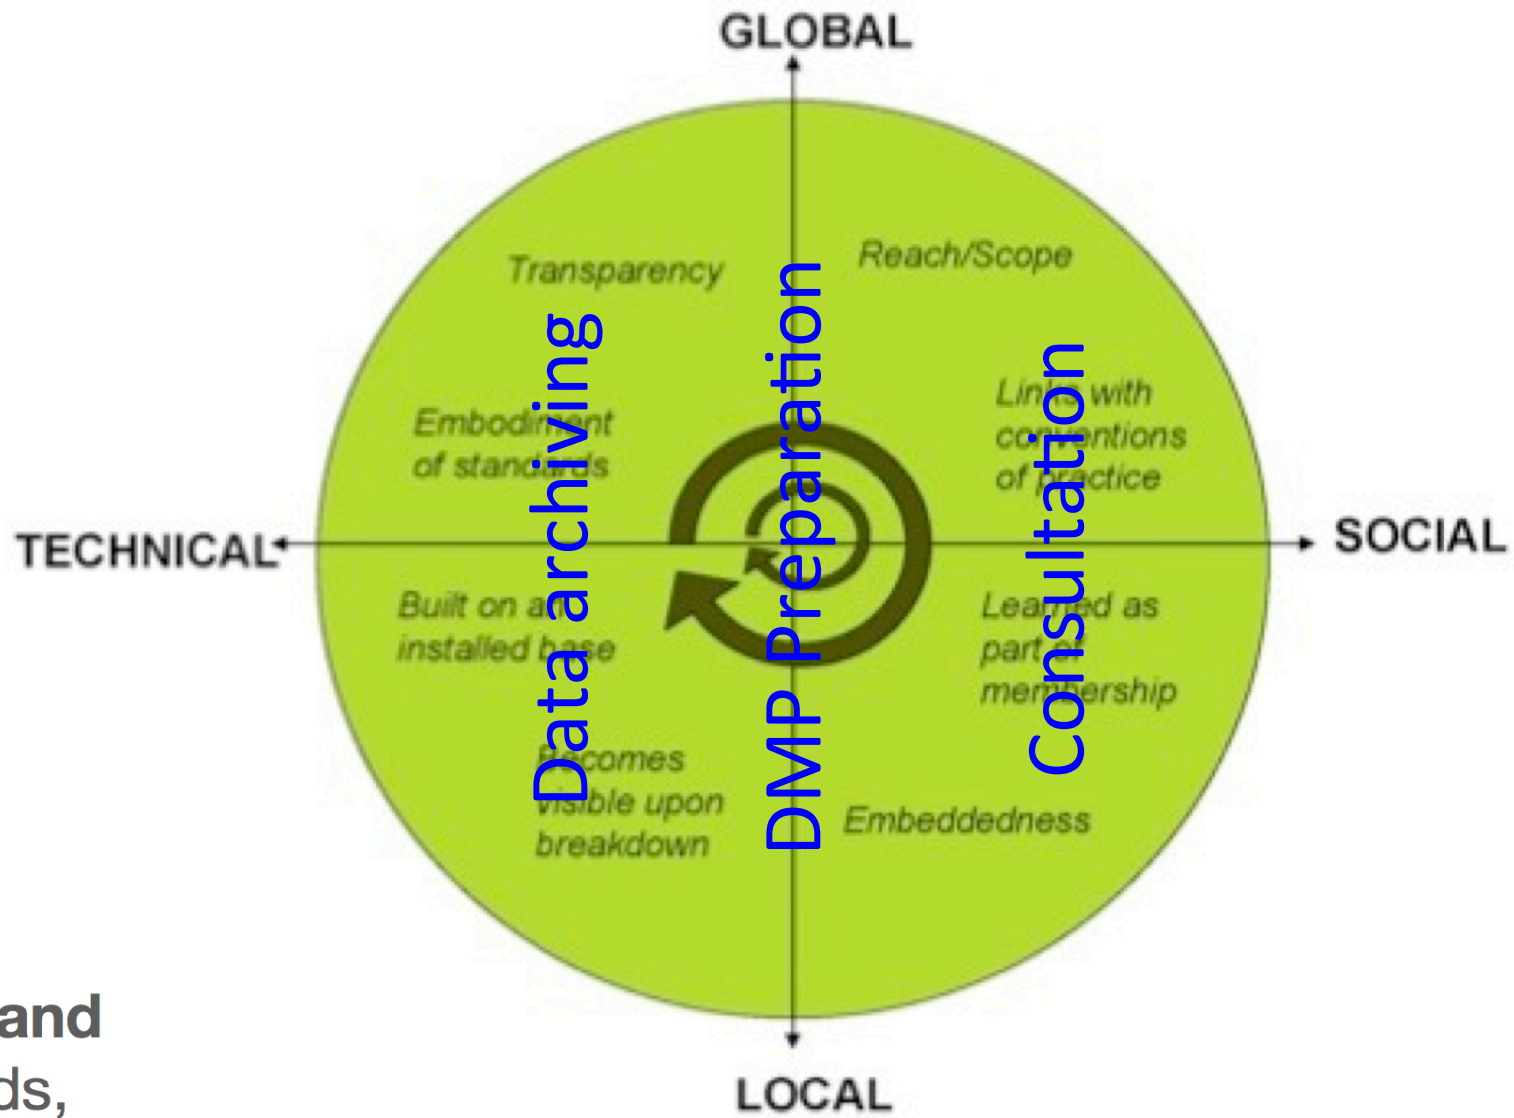 GLOBAL
Transparency
Reach/Scope
Embodiment
of standards
Links with
conventions
of practice
TECHNICAL
SOCIAL
Data archiving
DMP Preparation
Consultation
Built on an
installed base
Learned as
part of
membership
Becomes
visible upon
breakdown
Embeddedness
LOCAL
and
ds,